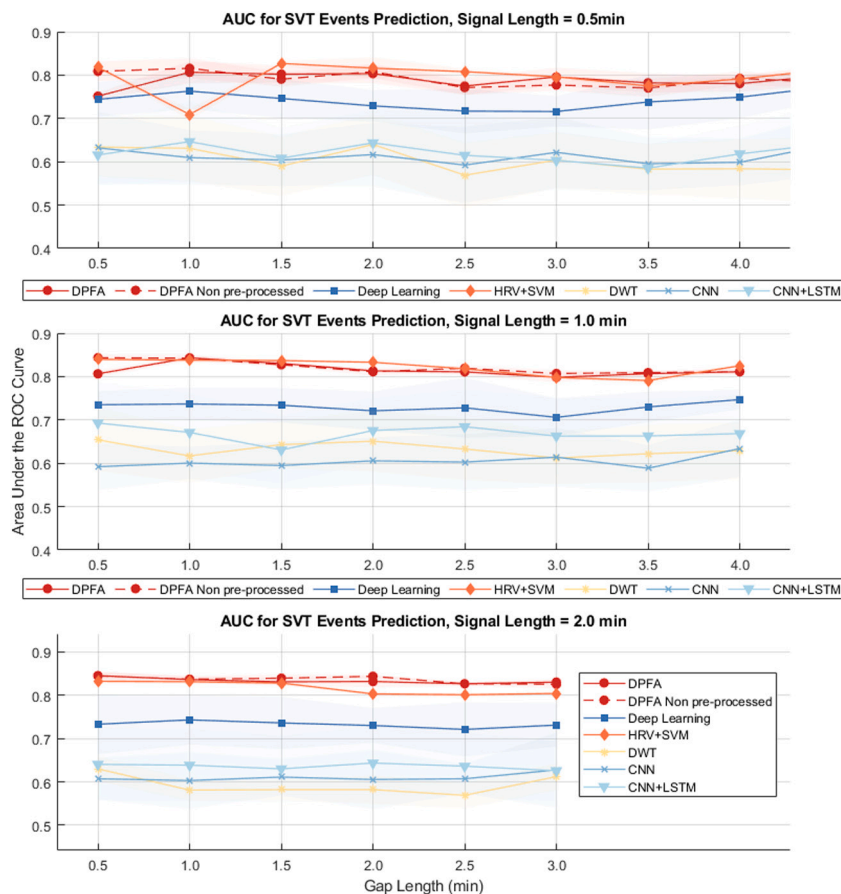 AUC for SVT Events Prediction, Signal Length = 0.5min
0.9
0.8
0.7
0.6
0.5
0.4
0.5 1.0 1.5 2.0 2.5 3.0 3.5 4.0
DPFA DPFA Non pre-processed Deep Learning HRV+SVM DWT CNN CNN+LSTM
AUC for SVT Events Prediction, Signal Length = 1.0 min
Area Under the ROC Curve
0.9
0.8
0.7
0.6
0.5
0.4
0.5 1.0 1.5 2.0 2.5 3.0 3.5 4.0
DPFA DPFA Non pre-processed Deep Learning HRV+SVM DWT CNN CNN+LSTM
AUC for SVT Events Prediction, Signal Length = 2.0 min
0.9
0.8
0.7
0.6
0.5
DPFA
DPFA Non pre-processed
Deep Learning
HRV+SVM
DWT
CNN
CNN+LSTM
0.5 1.0 1.5 2.0 2.5 3.0
Gap Length (min)